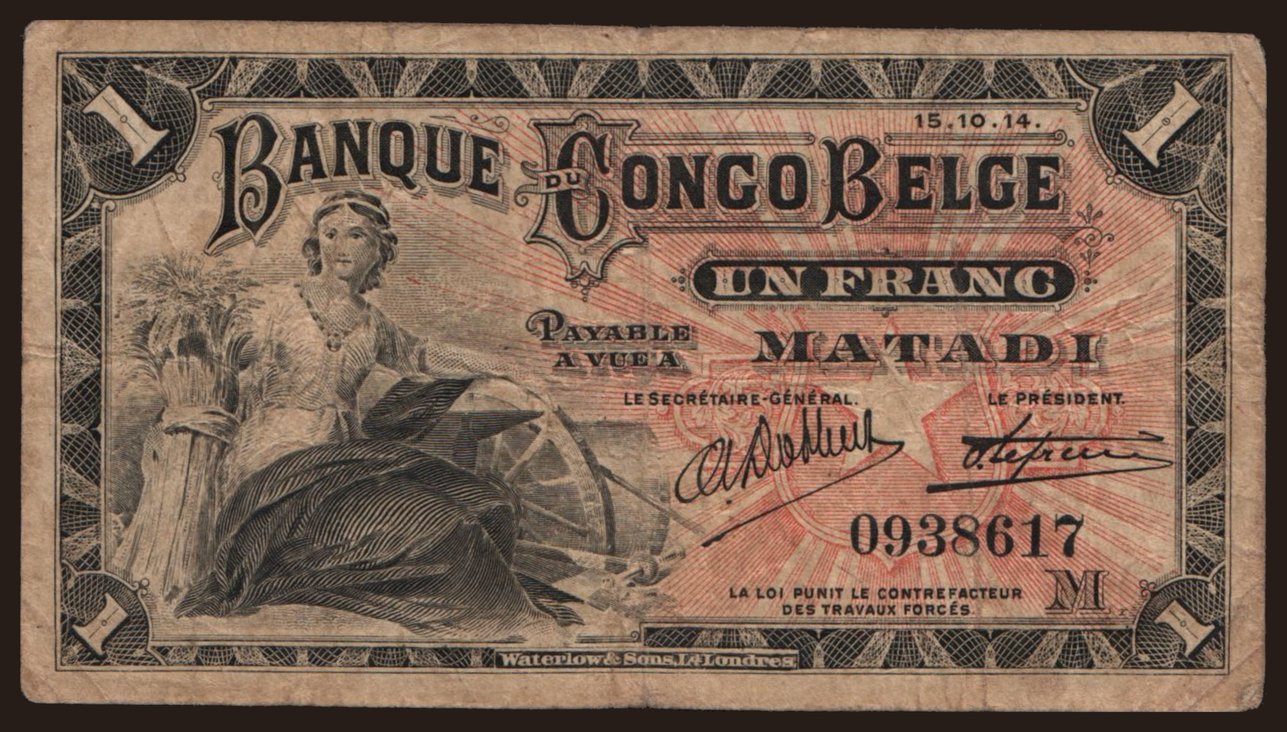 1
1
15.10.14.
BANQUE DU CONGO BELGE
UN FRANC
PAYABLE
A VUE A
MATADI
LE SECRÉTAIRE-GÉNÉRAL.
LE PRÉSIDENT.
0938617
M
LA LOI PUNIT LE CONTREFACTEUR
DES TRAVAUX FORCÉS.
1
1
Waterlow & Sons, Ld Londres